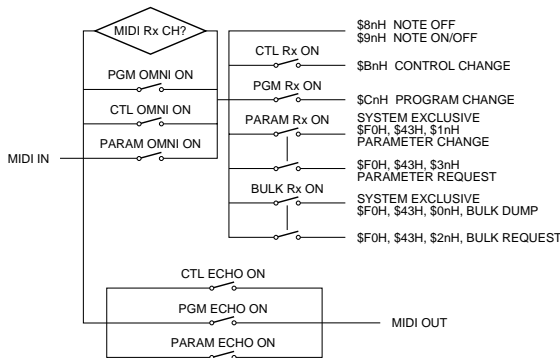 MIDI Rx CH?
PGM OMNI ON
CTL OMNI ON
PARAM OMNI ON
MIDI IN
$8nH NOTE OFF
$9nH NOTE ON/OFF
CTL Rx ON
$BnH CONTROL CHANGE
PGM Rx ON
$CnH PROGRAM CHANGE
PARAM Rx ON
SYSTEM EXCLUSIVE
$F0H, $43H, $1nH
PARAMETER CHANGE
$F0H, $43H, $3nH
PARAMETER REQUEST
BULK Rx ON
SYSTEM EXCLUSIVE
$F0H, $43H, $0nH, BULK DUMP
$F0H, $43H, $2nH, BULK REQUEST
CTL ECHO ON
PGM ECHO ON
MIDI OUT
PARAM ECHO ON